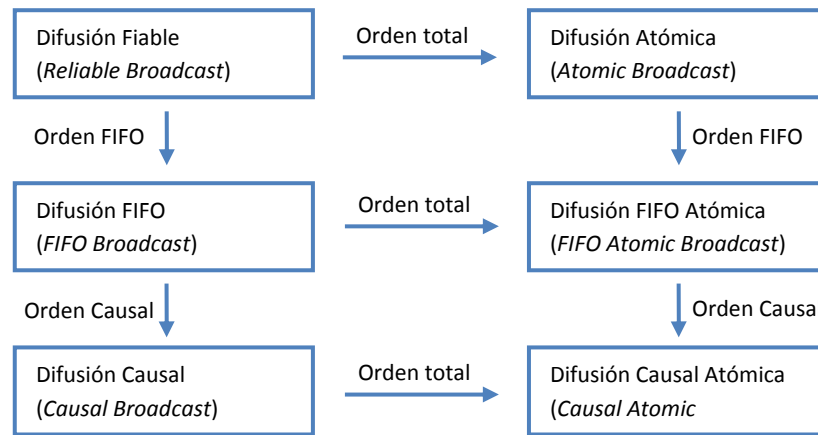 Difusión Fiable
(Reliable Broadcast)
Orden total
Difusión Atómica
(Atomic Broadcast)
Orden FIFO
Orden FIFO
Difusión FIFO
(FIFO Broadcast)
Orden total
Difusión FIFO Atómica
(FIFO Atomic Broadcast)
Orden Causal
Orden Causa
Difusión Causal
(Causal Broadcast)
Orden total
Difusión Causal Atómica
(Causal Atomic